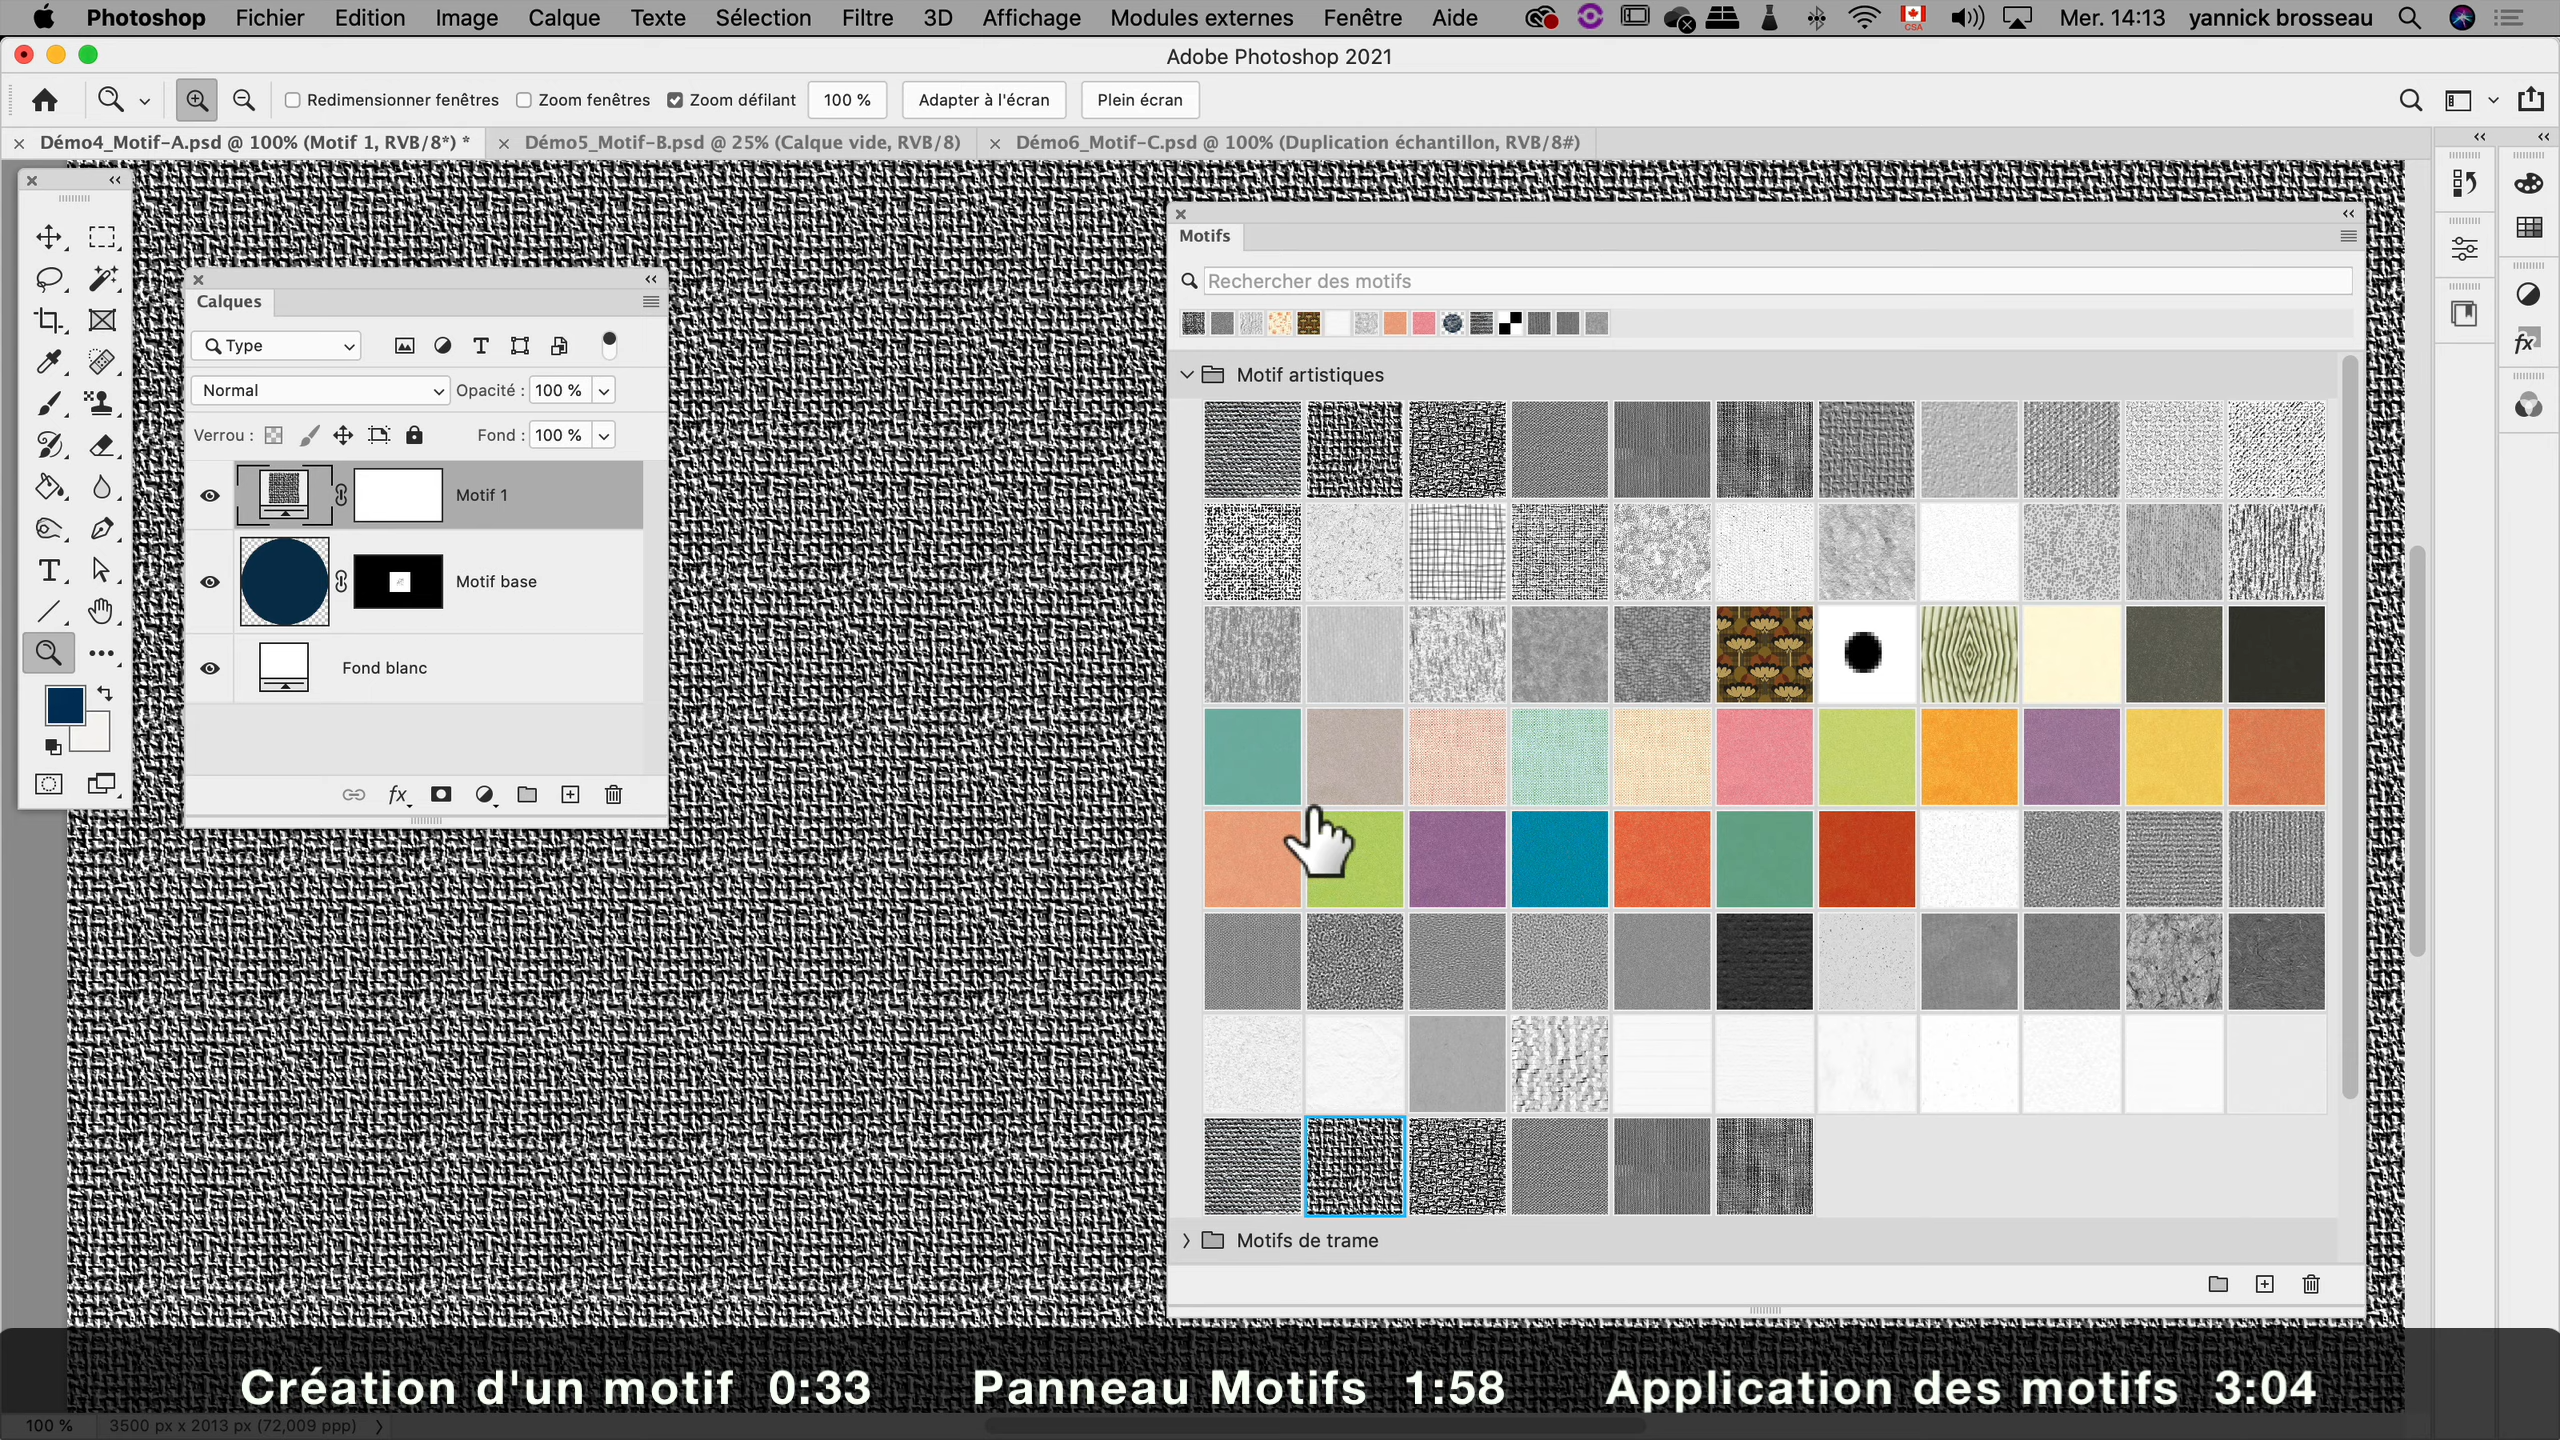 Photoshop Fichier Edition Image Calque Texte Sélection Filtre 3D Affichage Modules externes Fenêtre Aide CSA Mer. 14:13 yannick brosseau
Adobe Photoshop 2021
Redimensionner fenêtres Zoom fenêtres Zoom défilant 100 % Adapter à l'écran Plein écran
Démo4_Motif-A.psd @ 100% (Motif 1, RVB/8*) * Démo5_Motif-B.psd @ 25% (Calque vide, RVB/8) Démo6_Motif-C.psd @ 100% (Duplication échantillon, RVB/8#)
Calques
Type
Normal Opacité : 100 %
Verrou : Fond : 100 %
Motif 1
Motif base
Fond blanc
fx
Motifs
Rechercher des motifs
Motif artistiques
Motifs de trame
fx
Création d'un motif 0:33 Panneau Motifs 1:58 Application des motifs 3:04
100 % 3500 px x 2013 px (72,009 ppp)